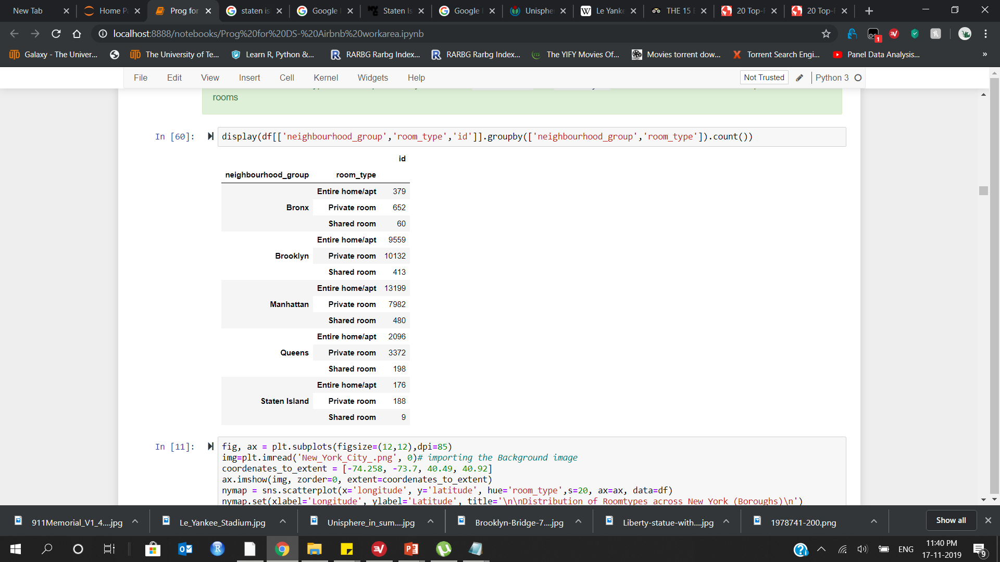 New Tab
Home P
Prog for
staten is
Google
Staten Is
Google
Unisphe
Le Yank
THE 15
20 Top-
20 Top-
localhost:8888/notebooks/Prog%20for%20DS-%20Airbnb%20workarea.ipynb
1
Galaxy - The Univer...
The University of Te...
Learn R, Python &...
RARBG Rarbg Index...
RARBG Rarbg Index...
The YIFY Movies Of...
Movies torrent dow...
Torrent Search Engi...
Panel Data Analysis...
»
File Edit View Insert Cell Kernel Widgets Help
Not Trusted
Python 3
rooms
In [60]:
display(df[['neighbourhood_group','room_type','id']].groupby(['neighbourhood_group','room_type']).count())
id
neighbourhood_group room_type
Entire home/apt 379
Bronx Private room 652
Shared room 60
Entire home/apt 9559
Brooklyn Private room 10132
Shared room 413
Entire home/apt 13199
Manhattan Private room 7982
Shared room 480
Entire home/apt 2096
Queens Private room 3372
Shared room 198
Entire home/apt 176
Staten Island Private room 188
Shared room 9
In [11]:
fig, ax = plt.subplots(figsize=(12,12),dpi=85)
img=plt.imread('New_York_City_.png', 0)# importing the Background image
coordenates_to_extent = [-74.258, -73.7, 40.49, 40.92]
ax.imshow(img, zorder=0, extent=coordenates_to_extent)
nymap = sns.scatterplot(x='longitude', y='latitude', hue='room_type',s=20, ax=ax, data=df)
nymap.set(xlabel='Longitude', ylabel='Latitude', title='\n\nDistribution of Roomtypes across New York (Boroughs)\n')
911Memorial_V1_4....jpg
Le_Yankee_Stadium.jpg
Unisphere_in_sum....jpg
Brooklyn-Bridge-7....jpg
Liberty-statue-with....jpg
1978741-200.png
Show all
ENG
11:40 PM
17-11-2019
9